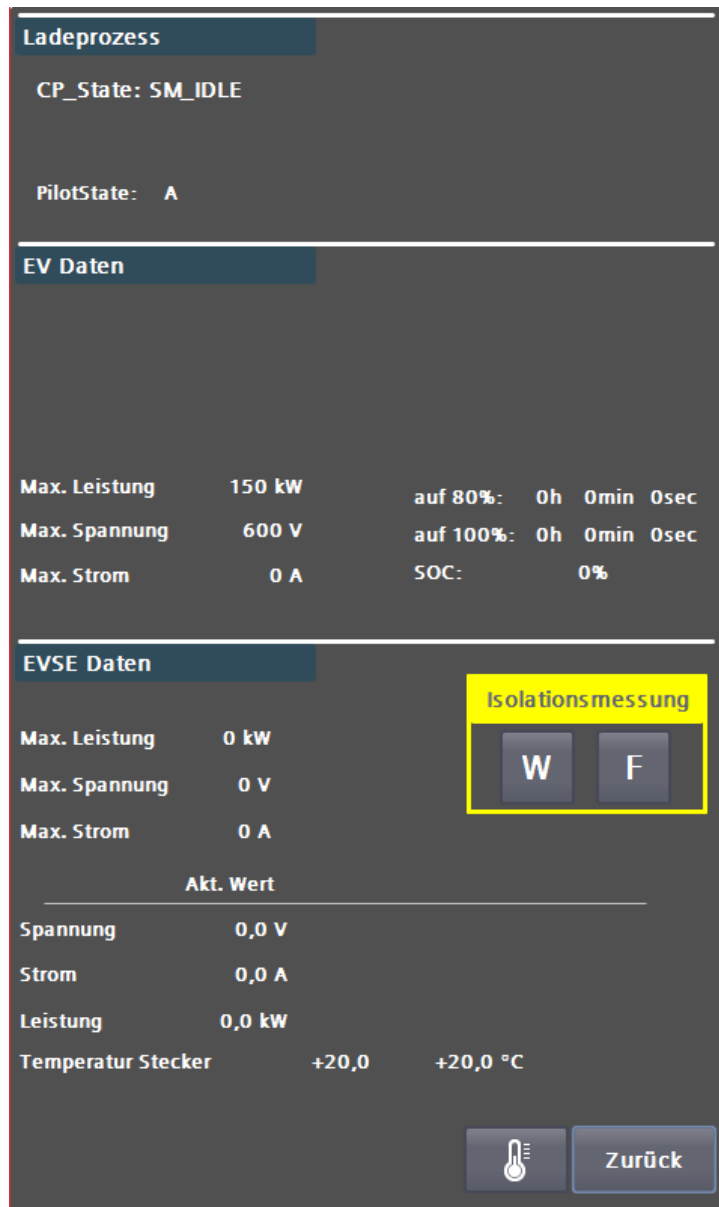 Ladeprozess
CP_State: SM_IDLE
PilotState: A
EV Daten
Max. Leistung 150 kW
Max. Spannung 600 V
Max. Strom 0 A
auf 80%: 0h 0min 0sec
auf 100%: 0h 0min 0sec
SOC: 0%
EVSE Daten
Isolationsmessung
W F
Max. Leistung 0 kW
Max. Spannung 0 V
Max. Strom 0 A
Akt. Wert
Spannung 0,0 V
Strom 0,0 A
Leistung 0,0 kW
Temperatur Stecker +20,0 +20,0 °C
Zurück